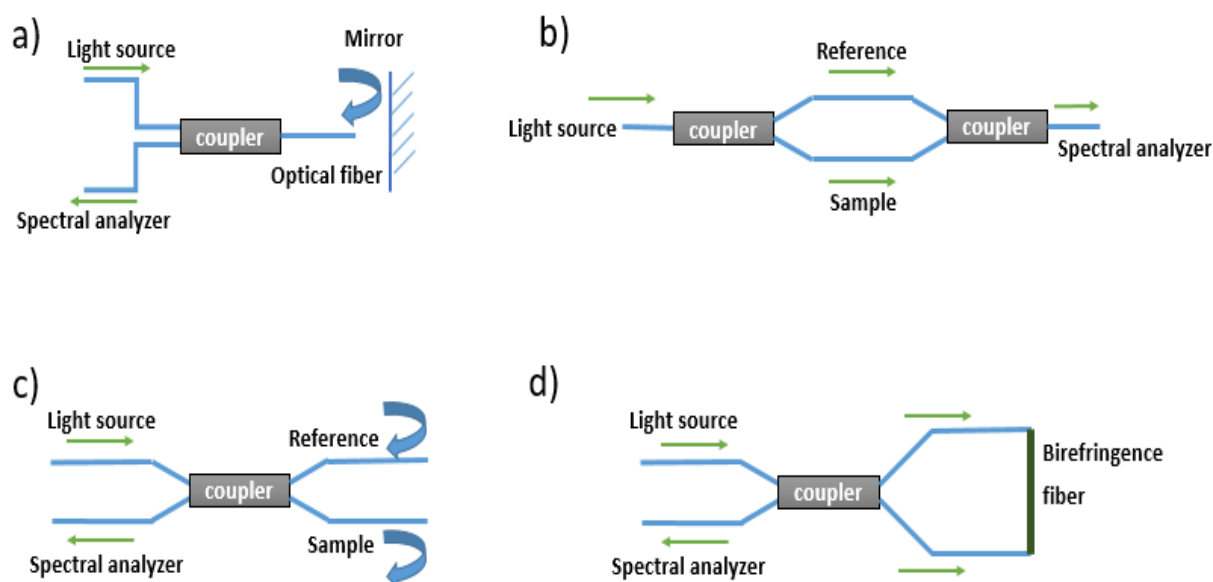 a)
Light source
Mirror
coupler
Optical fiber
Spectral analyzer
b)
Reference
Light source
coupler
coupler
Spectral analyzer
Sample
c)
Light source
Reference
coupler
Spectral analyzer
Sample
d)
Light source
Birefringence
coupler
fiber
Spectral analyzer